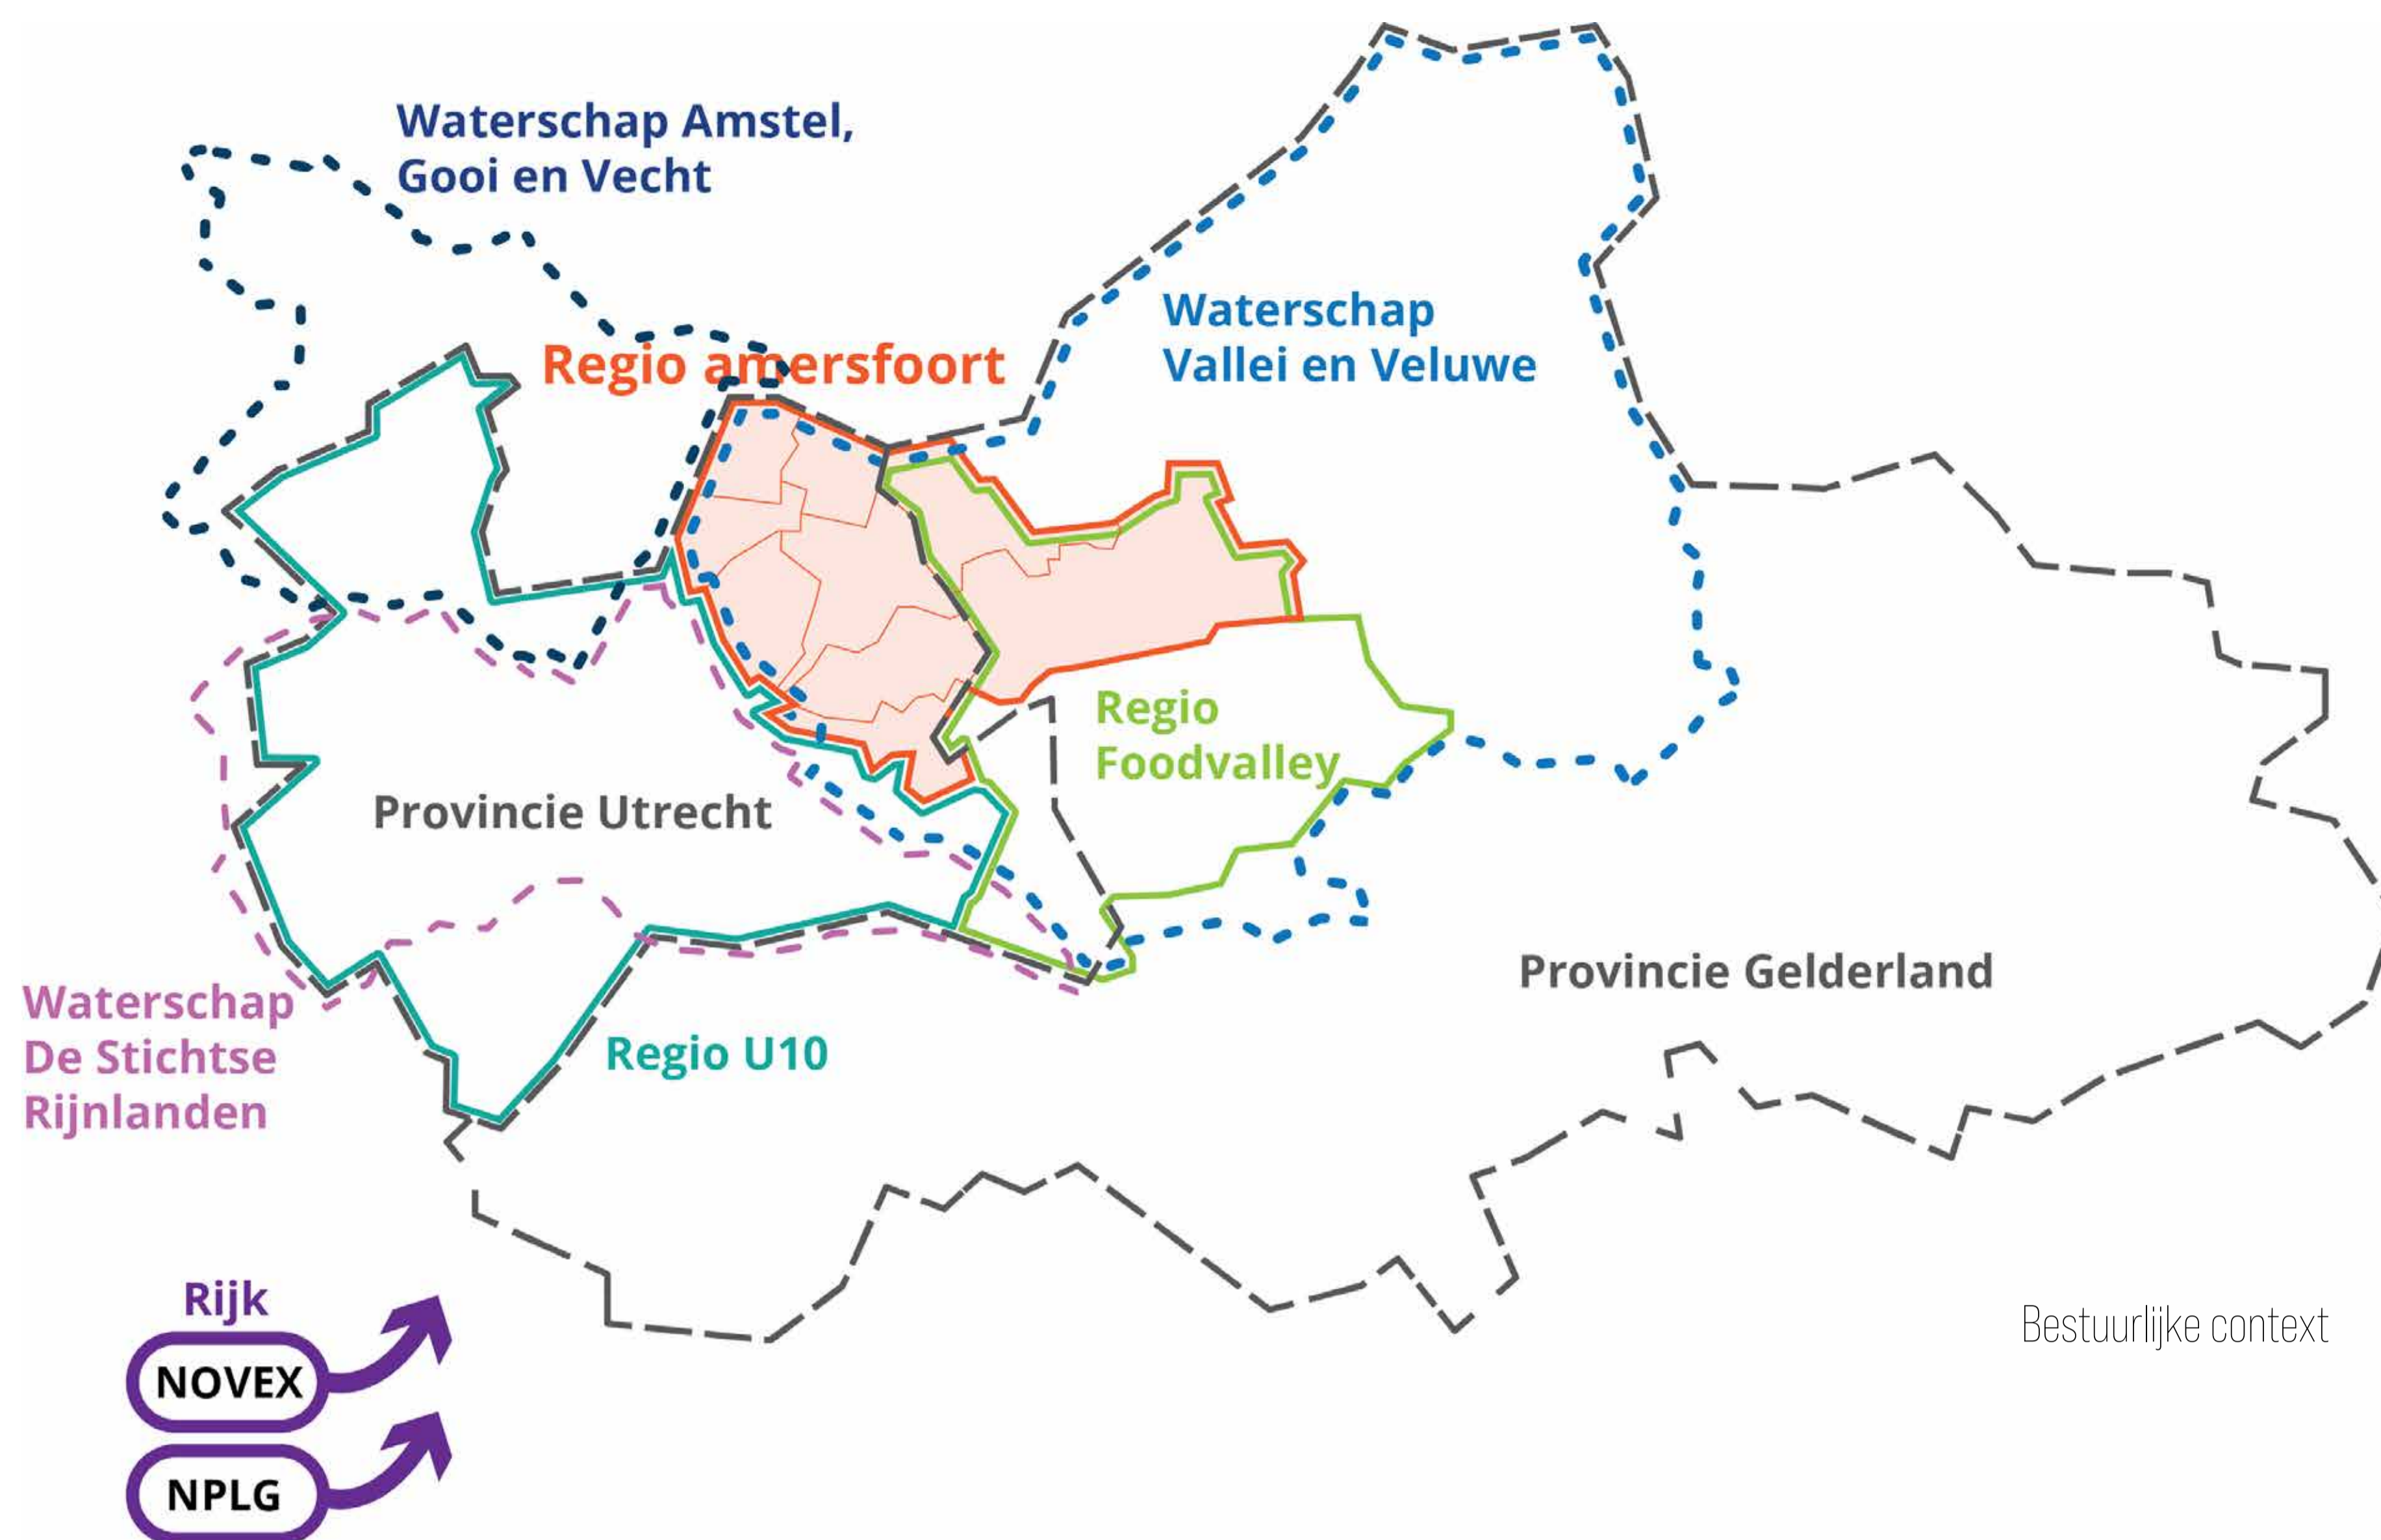 Waterschap Amstel,
Gooi en Vecht
Waterschap
Vallei en Veluwe
Regio amersfoort
Regio
Foodvalley
Provincie Utrecht
Provincie Gelderland
Waterschap
De Stichtse
Rijnlanden
Regio U10
Rijk
NOVEX
NPLG
Bestuurlijke context